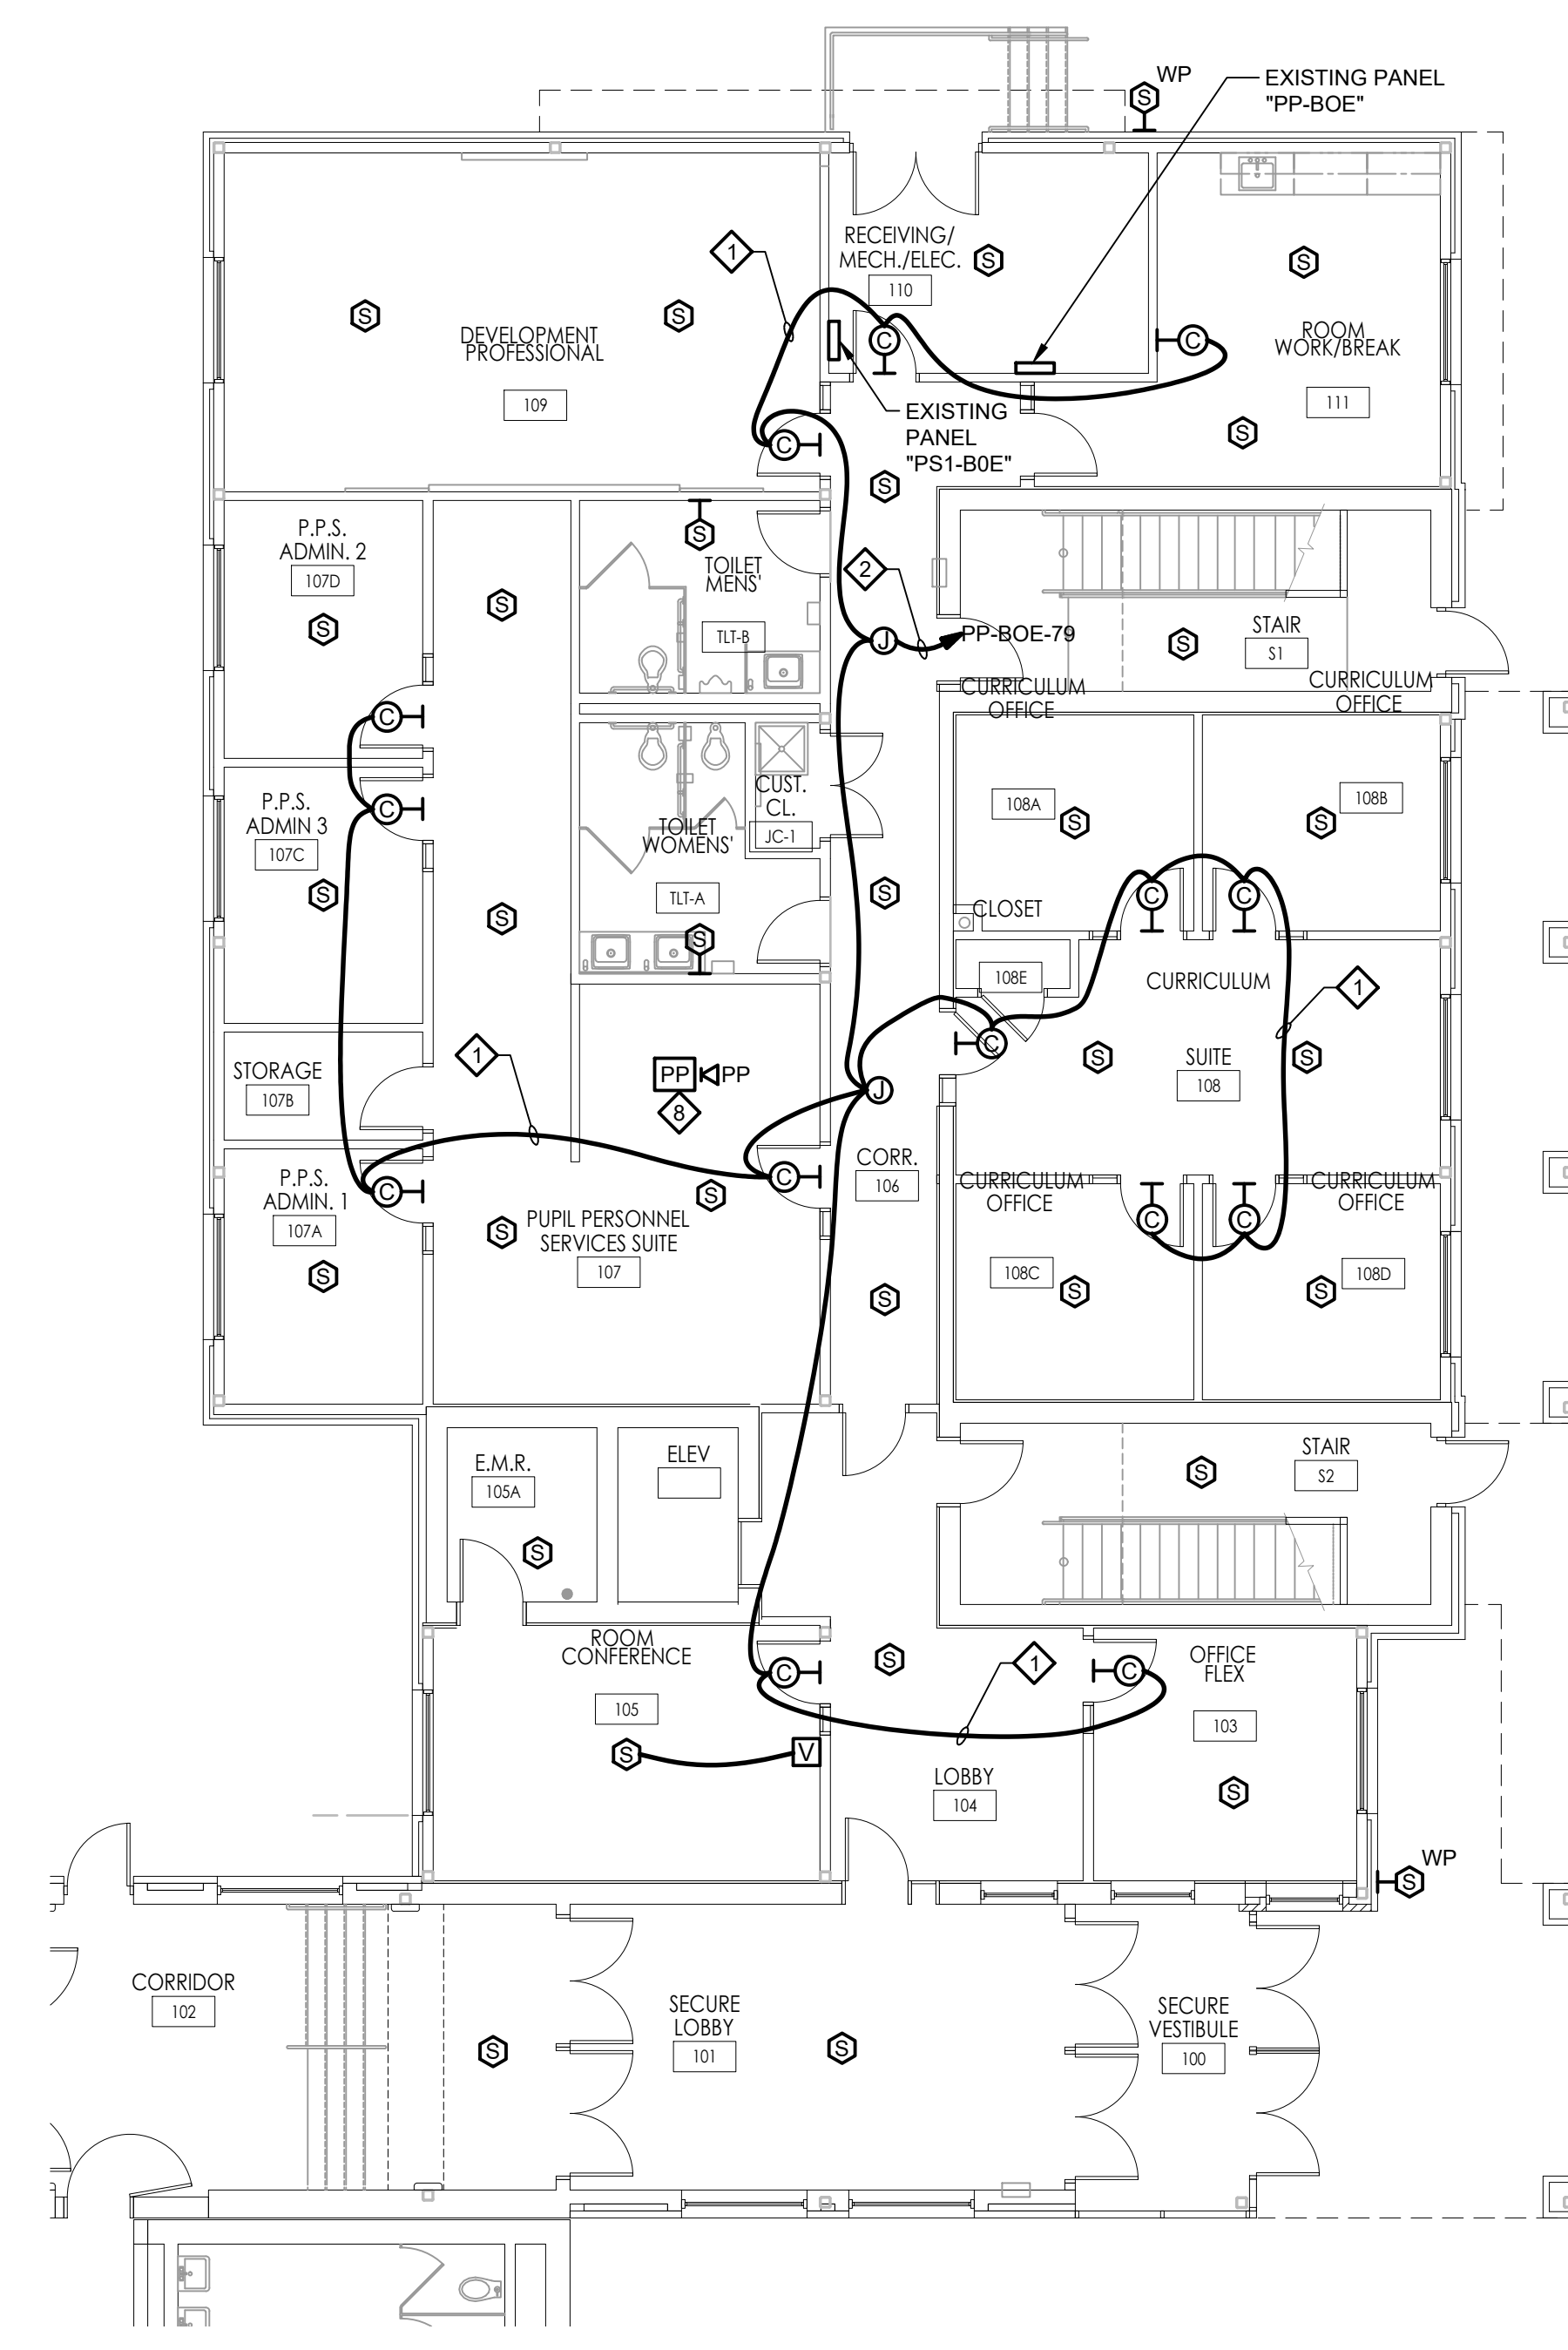 WP
EXISTING PANEL
"PP-BOE"
S
RECEIVING/
MECH./ELEC.
110
1
S
S
S
S
DEVELOPMENT
PROFESSIONAL
109
C
C
ROOM
WORK/BREAK
111
EXISTING
PANEL
"PS1-B0E"
C
S
S
P.P.S.
ADMIN. 2
107D
S
S
S
TOILET
MENS'
TLT-B
2
J
PP-BOE-79
S
STAIR
S1
CURRICULUM
OFFICE
CURRICULUM
OFFICE
C
C
P.P.S.
ADMIN 3
107C
S
S
CUST.
CL.
JC-1
TOILET
WOMENS'
TLT-A
S
S
108A
S
108B
S
C
C
CLOSET
108E
CURRICULUM
1
C
S
SUITE
108
S
STORAGE
107B
1
PP
PP
8
J
P.P.S.
ADMIN. 1
107A
C
S
C
S
S
PUPIL PERSONNEL
SERVICES SUITE
107
CORR.
106
S
CURRICULUM
OFFICE
CURRICULUM
OFFICE
C
C
108C
S
108D
S
E.M.R.
105A
S
ELEV
S
STAIR
S2
ROOM
CONFERENCE
105
C
S
1
C
OFFICE
FLEX
103
S
V
LOBBY
104
S
WP
S
CORRIDOR
102
S
SECURE
LOBBY
101
S
SECURE
VESTIBULE
100